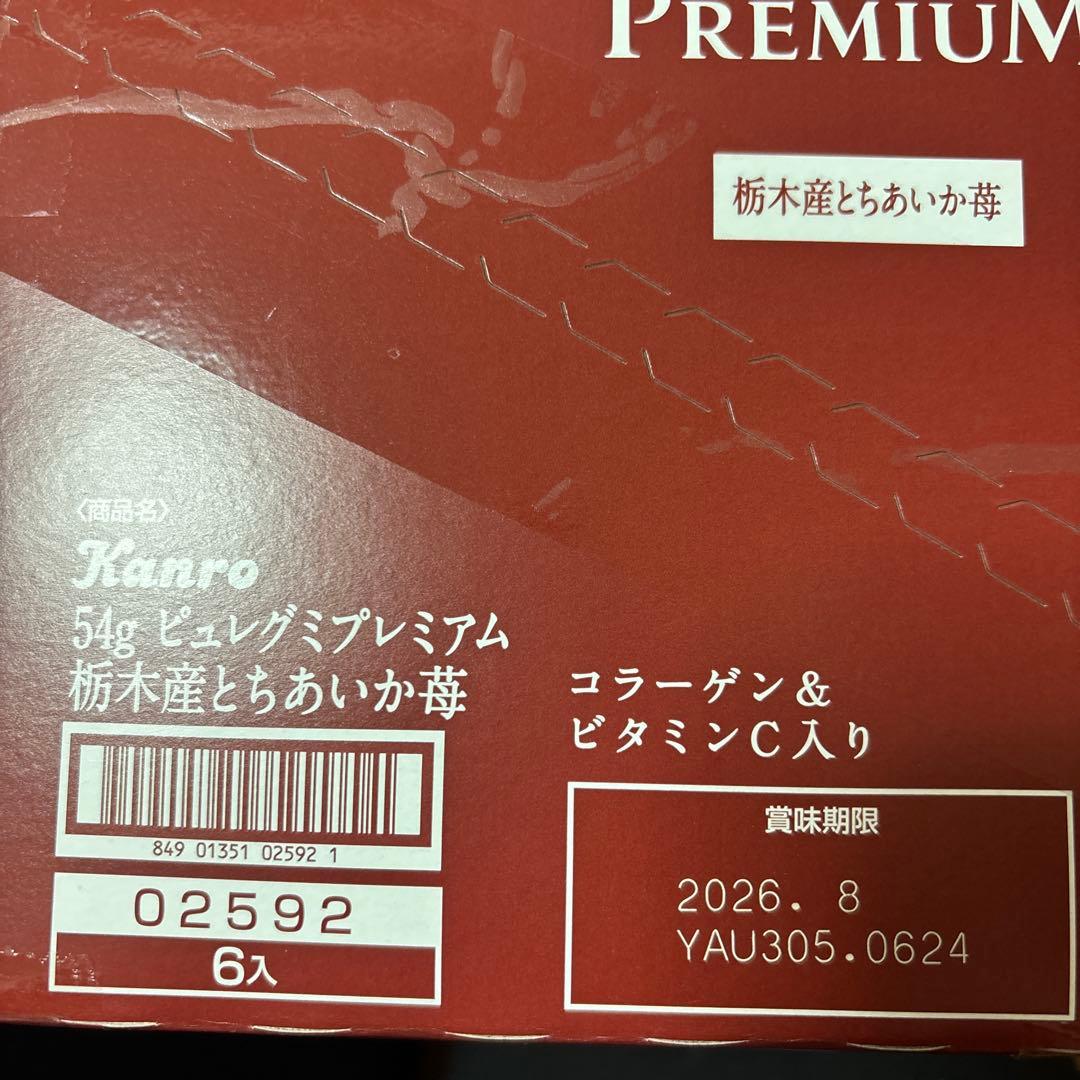 PREMIUM
栃木産とちあいか苺
〈商品名〉
Kanro
54g ピュレグミプレミアム
栃木産とちあいか苺
849 01351 02592 1
02592
6入
コラーゲン&
ビタミンC入り
賞味期限
2026. 8
YAU305.0624